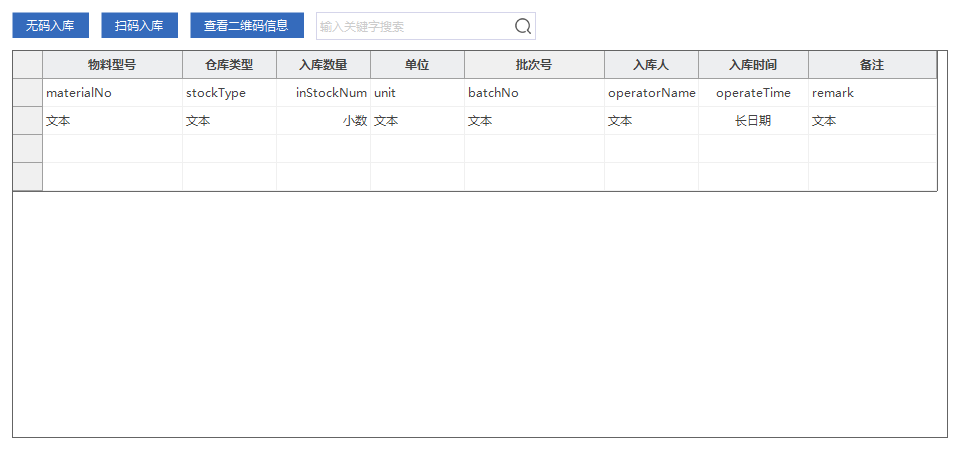 无码入库 扫码入库 查看二维码信息 输入关键字搜索
物料型号 仓库类型 入库数量 单位 批次号 入库人 入库时间 备注
materialNo stockType inStockNum unit batchNo operatorName operateTime remark
文本 文本 小数 文本 文本 文本 长日期 文本